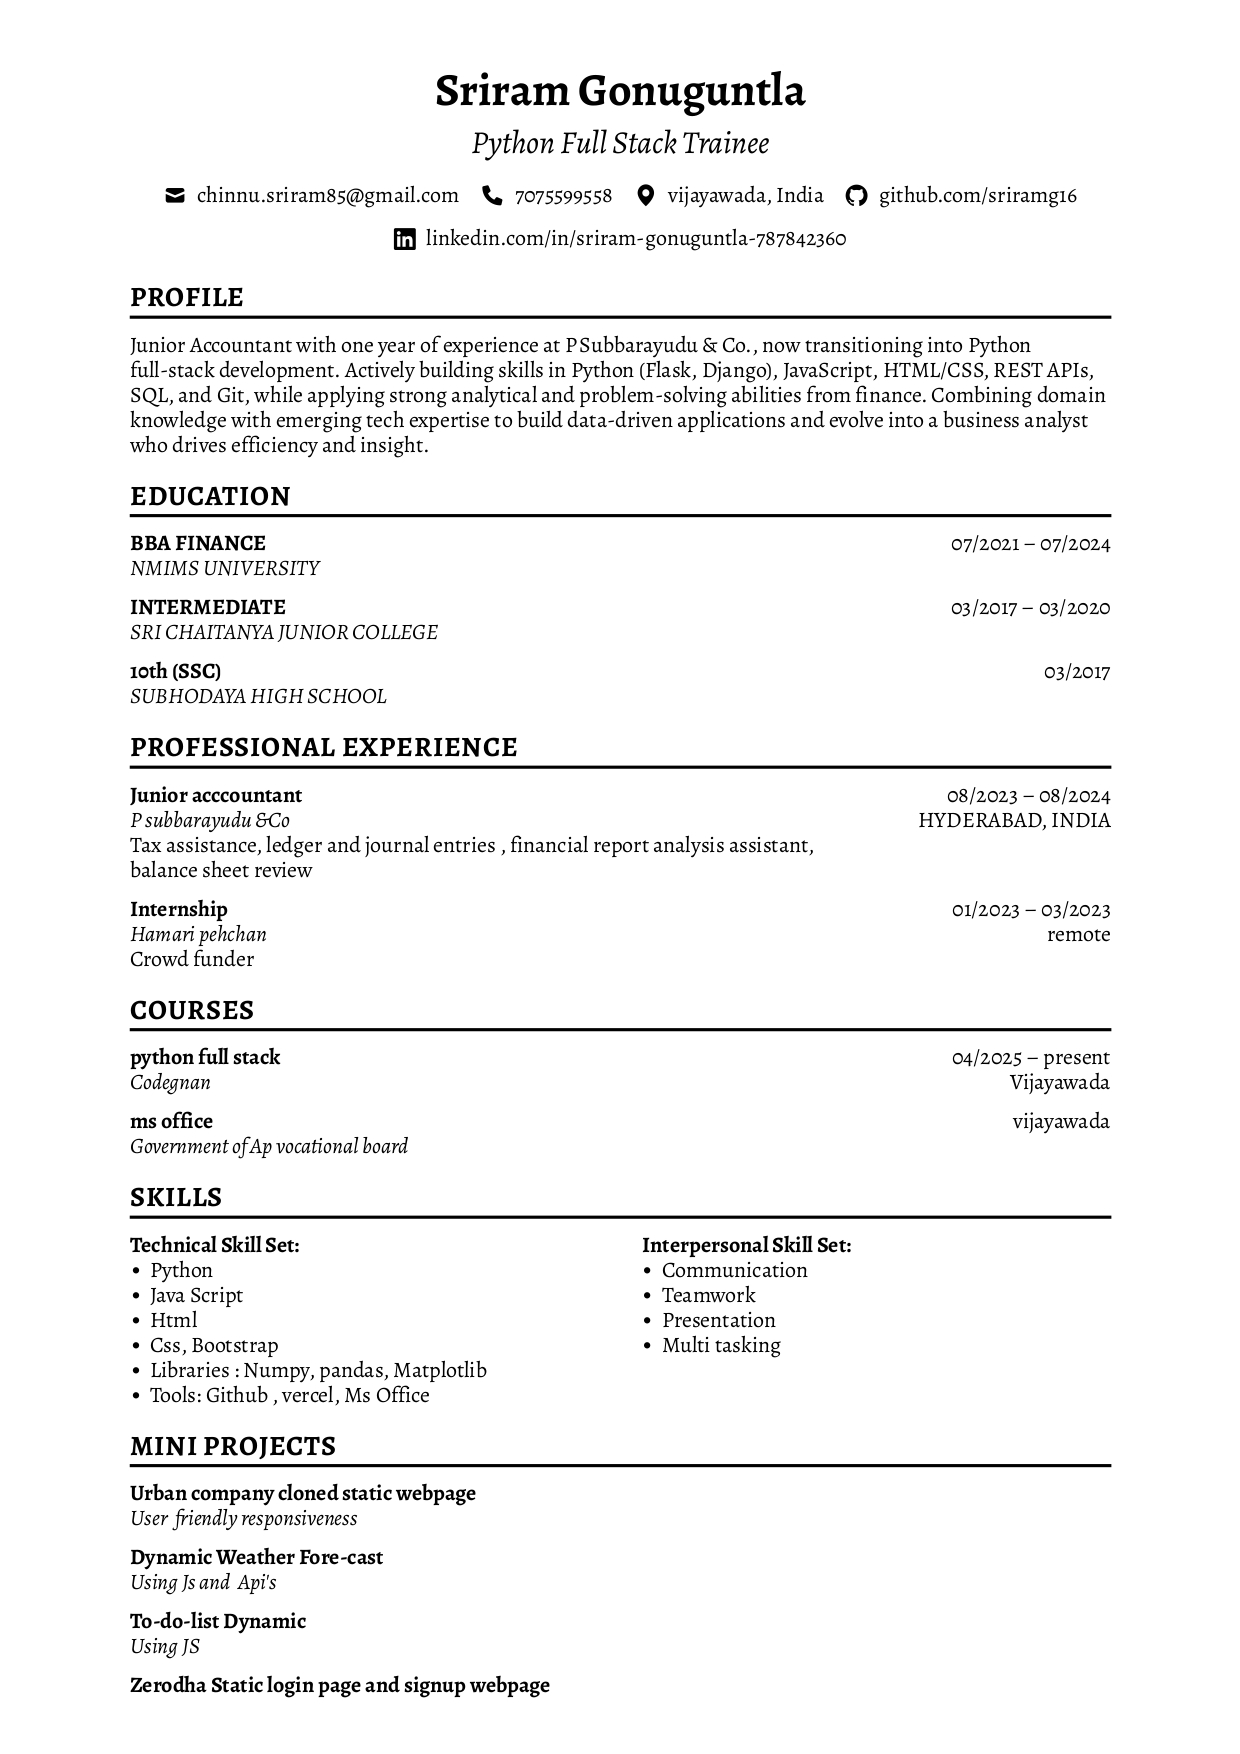 Sriram Gonuguntla
Python Full Stack Trainee
chinnu.sriram85@gmail.com 7075599558 vijayawada, India github.com/sriramg16
linkedin.com/in/sriram-gonuguntla-787842360
PROFILE
Junior Accountant with one year of experience at P Subbarayudu & Co., now transitioning into Python
full-stack development. Actively building skills in Python (Flask, Django), JavaScript, HTML/CSS, REST APIs,
SQL, and Git, while applying strong analytical and problem-solving abilities from finance. Combining domain
knowledge with emerging tech expertise to build data-driven applications and evolve into a business analyst
who drives efficiency and insight.
EDUCATION
BBA FINANCE 07/2021 – 07/2024
NMIMS UNIVERSITY
INTERMEDIATE 03/2017 – 03/2020
SRI CHAITANYA JUNIOR COLLEGE
10th (SSC) 03/2017
SUBHODAYA HIGH SCHOOL
PROFESSIONAL EXPERIENCE
Junior acccountant 08/2023 – 08/2024
P subbarayudu &Co HYDERABAD, INDIA
Tax assistance, ledger and journal entries , financial report analysis assistant,
balance sheet review
Internship 01/2023 – 03/2023
Hamari pehchan remote
Crowd funder
COURSES
python full stack 04/2025 – present
Codegnan Vijayawada
ms office vijayawada
Government of Ap vocational board
SKILLS
Technical Skill Set: Interpersonal Skill Set:
• Python • Communication
• Java Script • Teamwork
• Html • Presentation
• Css, Bootstrap • Multi tasking
• Libraries : Numpy, pandas, Matplotlib
• Tools: Github , vercel, Ms Office
MINI PROJECTS
Urban company cloned static webpage
User friendly responsiveness
Dynamic Weather Fore-cast
Using Js and Api's
To-do-list Dynamic
Using JS
Zerodha Static login page and signup webpage